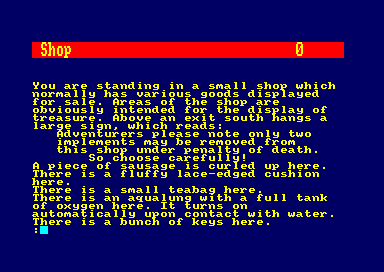 Shop 0
You are standing in a small shop which
normally has various goods displayed
for sale. Areas of the shop are
obviously intended for the display of
treasure. Above an exit south hangs a
large sign, which reads:
Adventurers please note only two
implements may be removed from
this shop under penalty of death.
So choose carefully!
A piece of sausage is curled up here.
There is a fluffy lace-edged cushion
here.
There is a small teabag here.
There is an aqualung with a full tank
of oxygen here. It turns on
automatically upon contact with water.
There is a bunch of keys here.
: